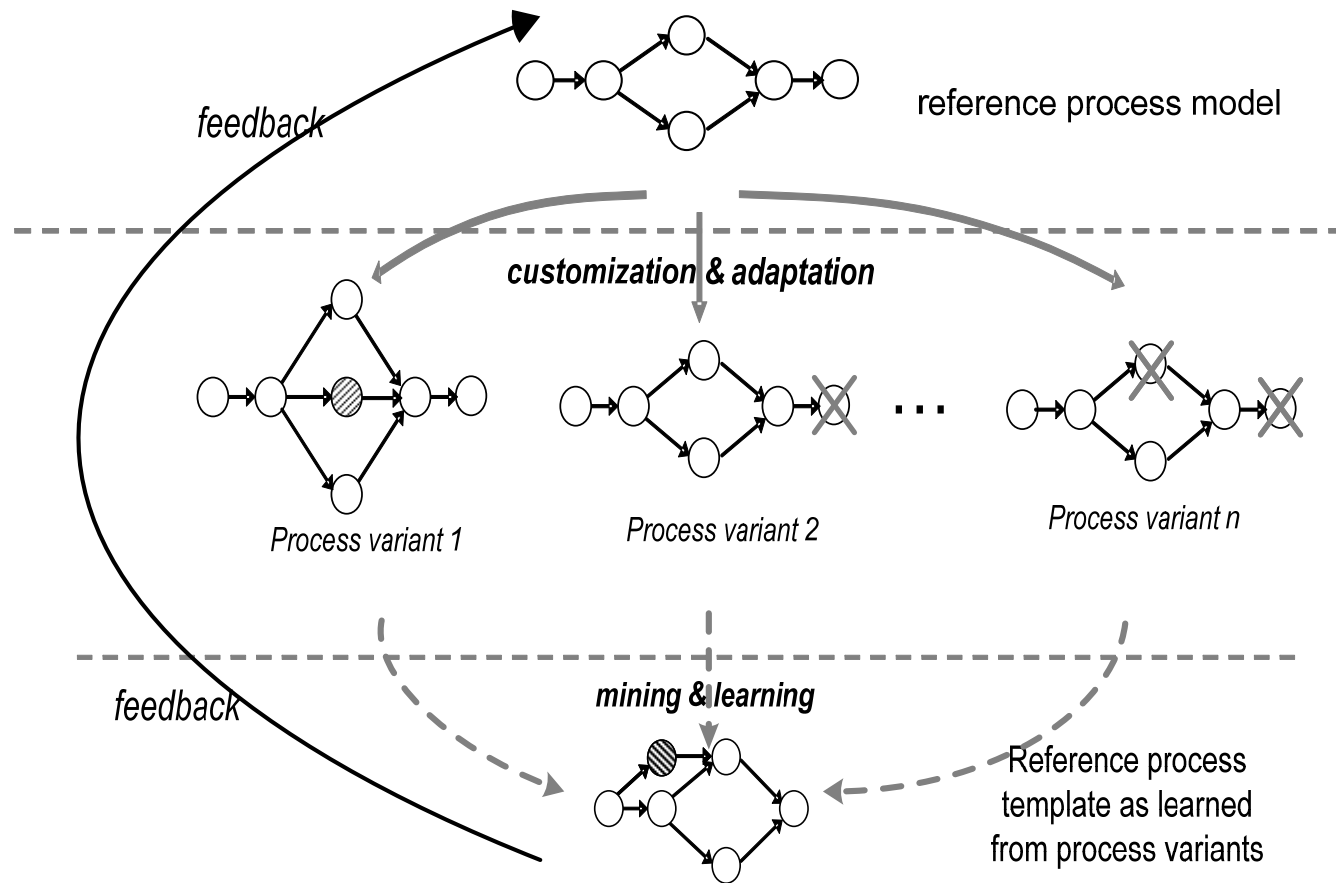 feedback
reference process model
customization & adaptation
...
Process variant 1
Process variant 2
Process variant n
feedback
mining & learning
Reference process
template as learned
from process variants